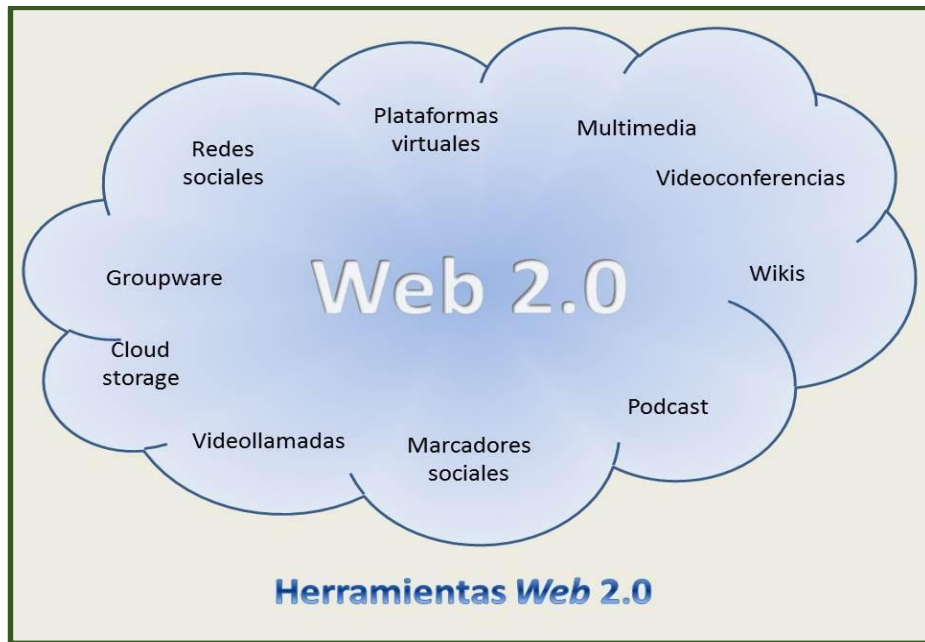 Plataformas
virtuales
Multimedia
Redes
sociales
Videoconferencias
Groupware
Web 2.0
Wikis
Cloud
storage
Podcast
Videollamadas
Marcadores
sociales
Herramientas Web 2.0